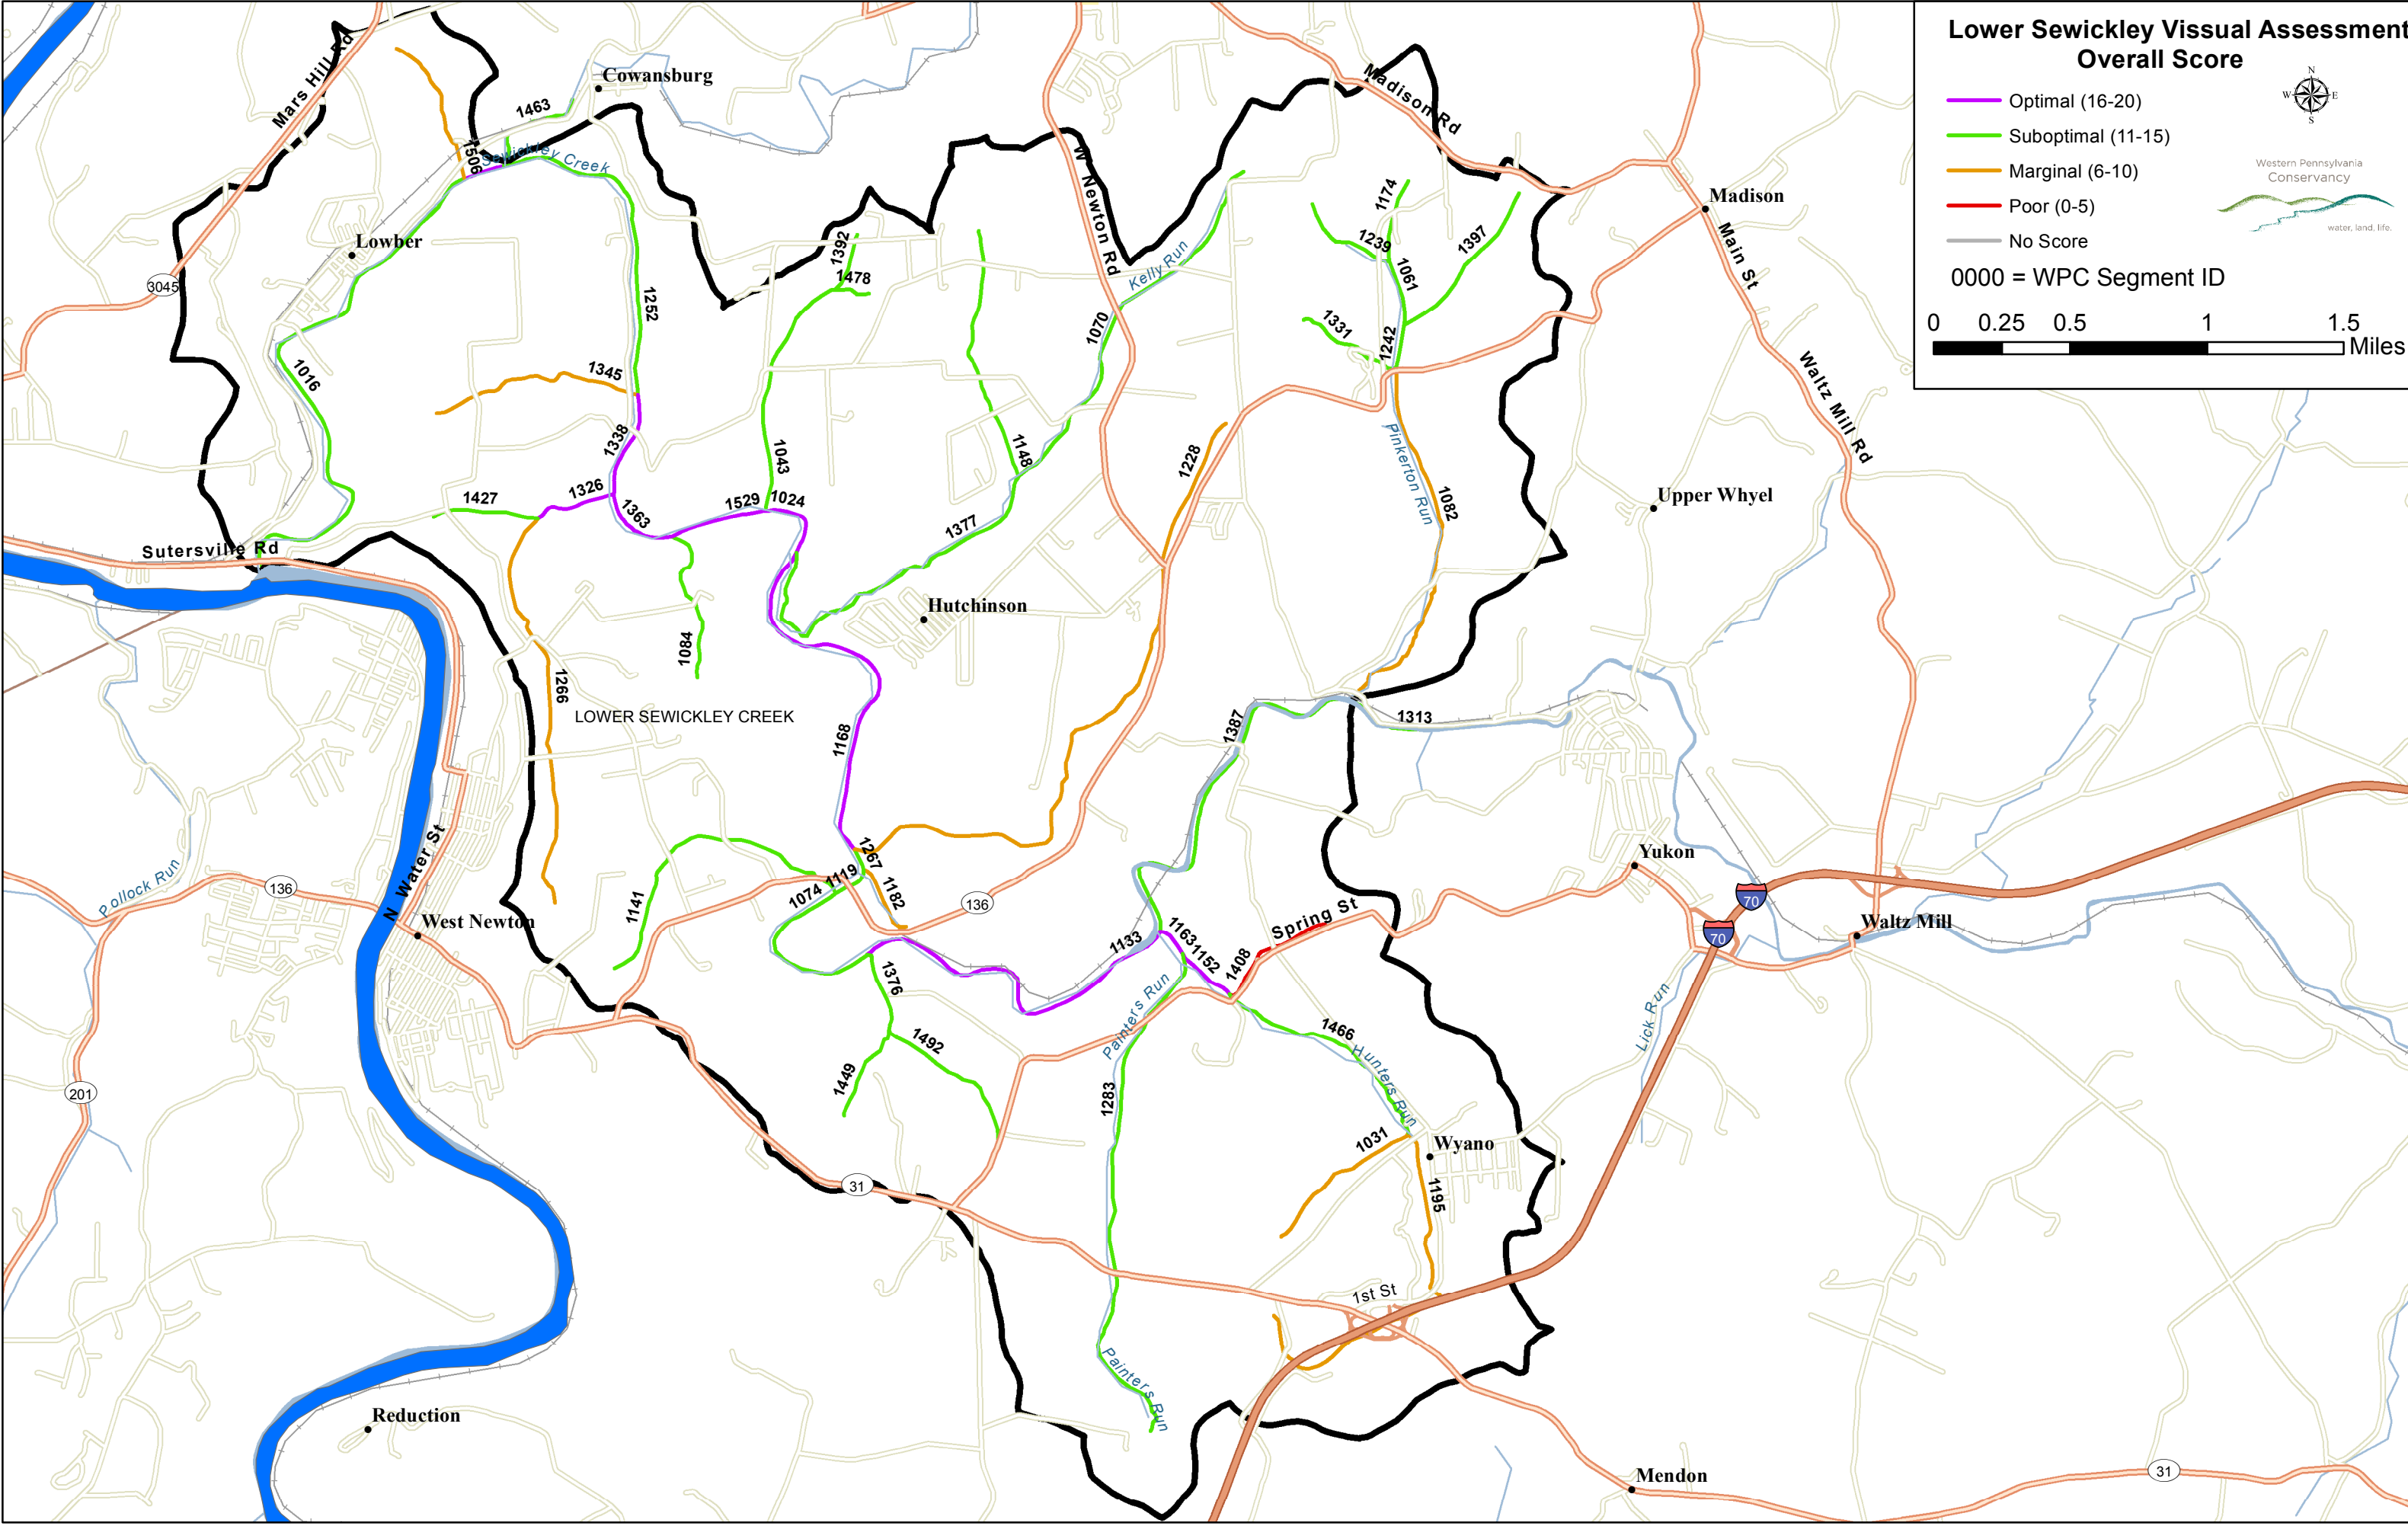 Lower Sewickley Vissual Assessment
Overall Score
N
W
E
S
Optimal (16-20)
Suboptimal (11-15)
Marginal (6-10)
Poor (0-5)
No Score
Western Pennsylvania
Conservancy
water, land, life.
0000 = WPC Segment ID
0
0.25
0.5
1
1.5
Miles
Mars Hill Rd
Cowansburg
1463
1506
Sewickley Creek
Madison Rd
W Newton Rd
Madison
Main St
Lowber
3045
1392
1478
Kelly Run
1174
1239
1397
1061
1252
1070
1331
1242
Waltz Mill Rd
1016
1345
1338
1043
1148
1228
Pinkerton Run
1082
Upper Whyel
1427
1326
1363
1529
1024
1377
Sutersville Rd
Hutchinson
1084
1266
LOWER SEWICKLEY CREEK
1168
1387
1313
Yukon
1267
1119
1074
1182
1141
136
136
Pollock Run
N Water St
West Newton
70
70
Waltz Mill
Spring St
1133
1163
1152
1408
1376
Painters Run
Lick Run
1466
Hunters Run
1492
1449
1283
201
1031
Wyano
1195
31
1st St
Painters Run
Reduction
Mendon
31